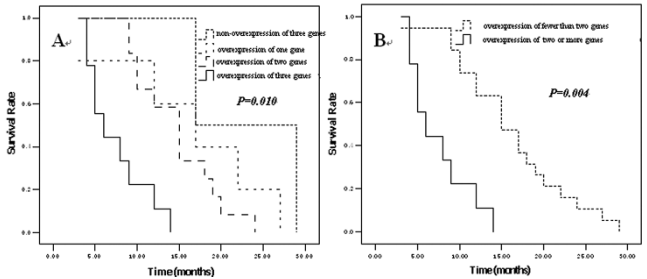 A
non-overexpression of three genes
overexpression of one gene
overexpression of two genes
overexpression of three genes
P=0.010
Survival Rate
1.0
0.8
0.6
0.4
0.2
0.0
0.00 5.00 10.00 15.00 20.00 25.00 30.00
Time (months)
B
overexpression of fewer than two genes
overexpression of two or more genes
P=0.004
Survival Rate
1.0
0.8
0.6
0.4
0.2
0.0
0.00 5.00 10.00 15.00 20.00 25.00 30.00
Time (months)